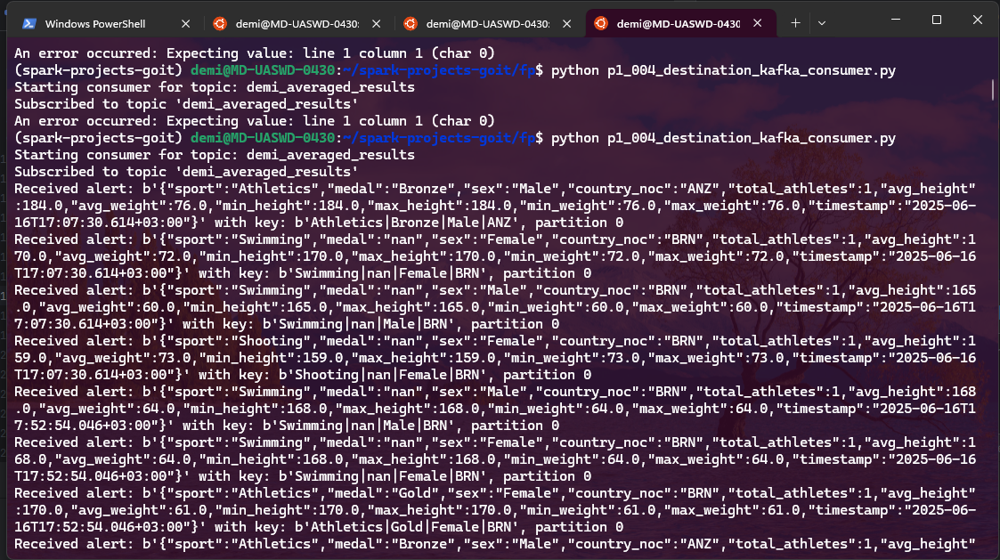 Windows PowerShell
demi@MD-UASWD-0430:
demi@MD-UASWD-0430:
demi@MD-UASWD-0430:
An error occurred: Expecting value: line 1 column 1 (char 0)
(spark-projects-goit) demi@MD-UASWD-0430:~/spark-projects-goit/fp$ python p1_004_destination_kafka_consumer.py
Starting consumer for topic: demi_averaged_results
Subscribed to topic 'demi_averaged_results'
An error occurred: Expecting value: line 1 column 1 (char 0)
(spark-projects-goit) demi@MD-UASWD-0430:~/spark-projects-goit/fp$ python p1_004_destination_kafka_consumer.py
Starting consumer for topic: demi_averaged_results
Subscribed to topic 'demi_averaged_results'
Received alert: b'{"sport":"Athletics","medal":"Bronze","sex":"Male","country_noc":"ANZ","total_athletes":1,"avg_height"
:184.0,"avg_weight":76.0,"min_height":184.0,"max_height":184.0,"min_weight":76.0,"max_weight":76.0,"timestamp":"2025-06-
16T17:07:30.614+03:00"}' with key: b'Athletics|Bronze|Male|ANZ', partition 0
Received alert: b'{"sport":"Swimming","medal":"nan","sex":"Female","country_noc":"BRN","total_athletes":1,"avg_height":1
70.0,"avg_weight":72.0,"min_height":170.0,"max_height":170.0,"min_weight":72.0,"max_weight":72.0,"timestamp":"2025-06-16
T17:07:30.614+03:00"}' with key: b'Swimming|nan|Female|BRN', partition 0
Received alert: b'{"sport":"Swimming","medal":"nan","sex":"Male","country_noc":"BRN","total_athletes":1,"avg_height":165
.0,"avg_weight":60.0,"min_height":165.0,"max_height":165.0,"min_weight":60.0,"max_weight":60.0,"timestamp":"2025-06-16T1
7:07:30.614+03:00"}' with key: b'Swimming|nan|Male|BRN', partition 0
Received alert: b'{"sport":"Shooting","medal":"nan","sex":"Female","country_noc":"BRN","total_athletes":1,"avg_height":1
59.0,"avg_weight":73.0,"min_height":159.0,"max_height":159.0,"min_weight":73.0,"max_weight":73.0,"timestamp":"2025-06-16
T17:07:30.614+03:00"}' with key: b'Shooting|nan|Female|BRN', partition 0
Received alert: b'{"sport":"Swimming","medal":"nan","sex":"Male","country_noc":"BRN","total_athletes":1,"avg_height":168
.0,"avg_weight":64.0,"min_height":168.0,"max_height":168.0,"min_weight":64.0,"max_weight":64.0,"timestamp":"2025-06-16T1
7:52:54.046+03:00"}' with key: b'Swimming|nan|Male|BRN', partition 0
Received alert: b'{"sport":"Swimming","medal":"nan","sex":"Female","country_noc":"BRN","total_athletes":1,"avg_height":1
68.0,"avg_weight":64.0,"min_height":168.0,"max_height":168.0,"min_weight":64.0,"max_weight":64.0,"timestamp":"2025-06-16
T17:52:54.046+03:00"}' with key: b'Swimming|nan|Female|BRN', partition 0
Received alert: b'{"sport":"Athletics","medal":"Gold","sex":"Female","country_noc":"BRN","total_athletes":1,"avg_height"
:170.0,"avg_weight":61.0,"min_height":170.0,"max_height":170.0,"min_weight":61.0,"max_weight":61.0,"timestamp":"2025-06-
16T17:52:54.046+03:00"}' with key: b'Athletics|Gold|Female|BRN', partition 0
Received alert: b'{"sport":"Athletics","medal":"Bronze","sex":"Male","country_noc":"ANZ","total_athletes":1,"avg_height"